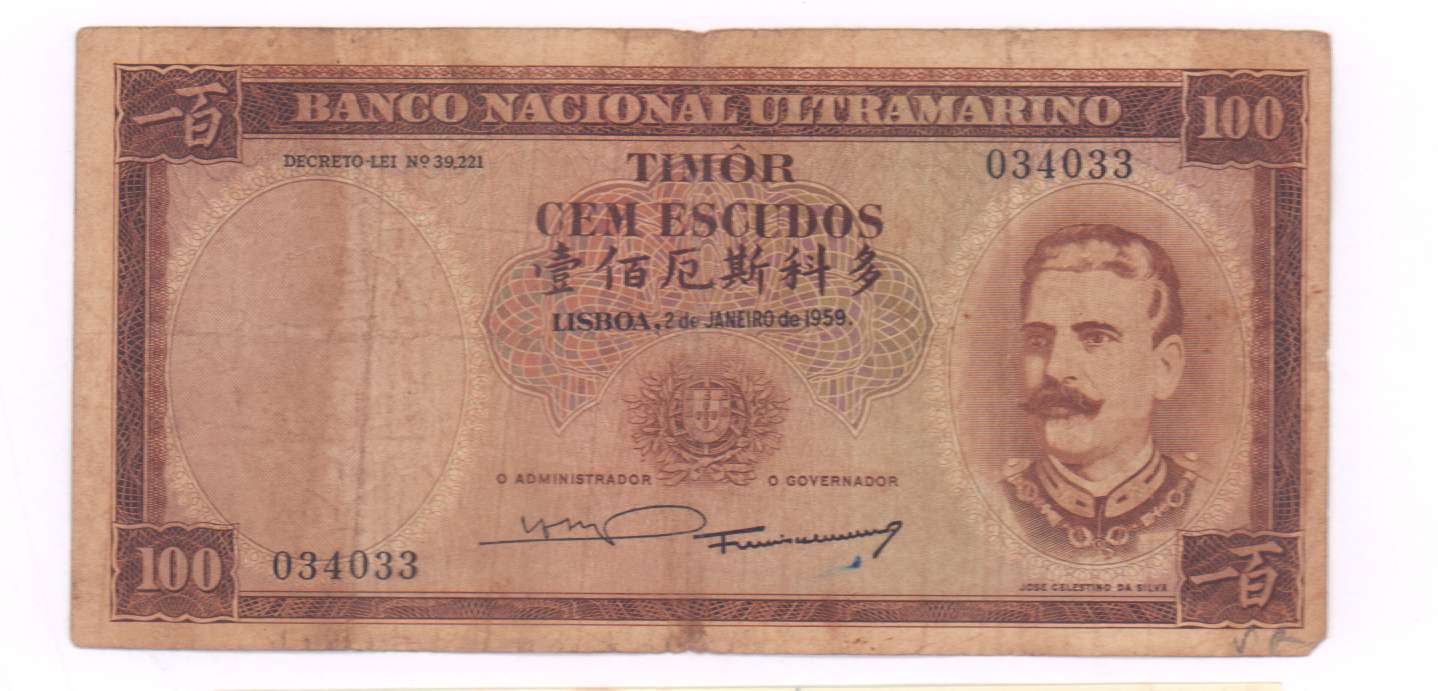 一百 BANCO NACIONAL ULTRAMARINO 100
DECRETO-LEI Nº 39,221 TIMÔR 034033
CEM ESCUDOS
壹佰厄斯科多
LISBOA, 2 de JANEIRO de 1959.
O ADMINISTRADOR O GOVERNADOR
100 034033 一百
JOSE CELESTINO DA SILVA